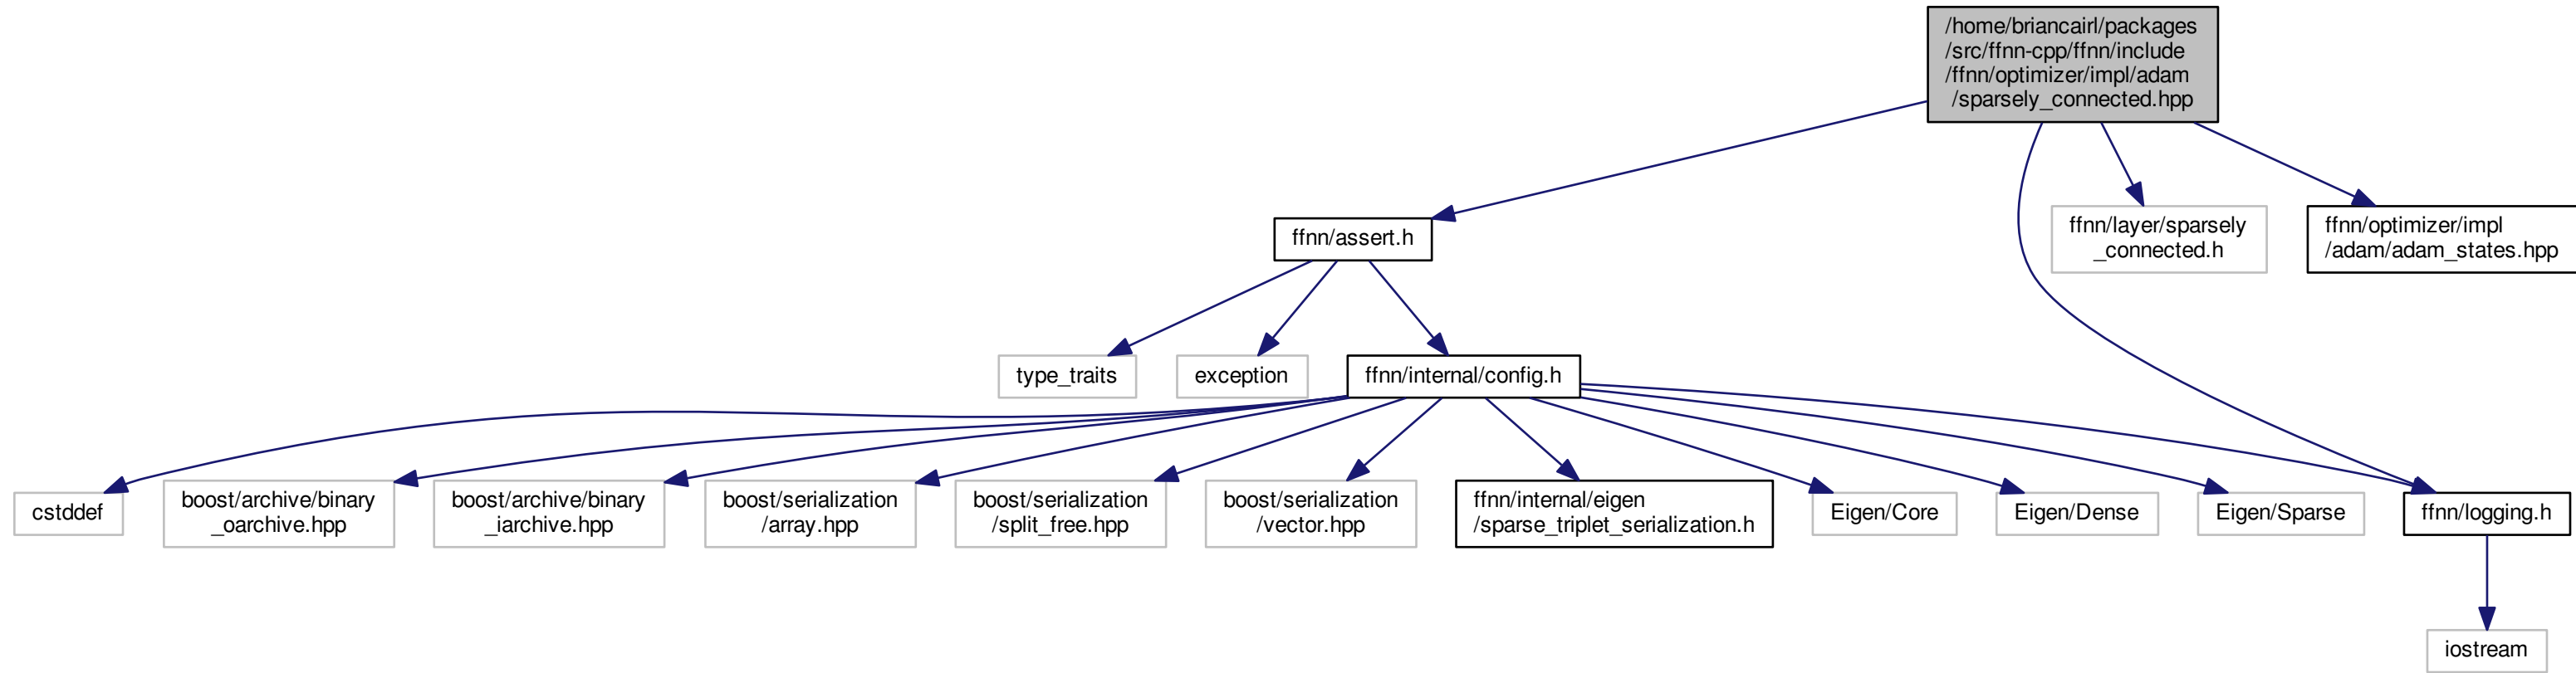 /home/briancairl/packages
/src/ffnn-cpp/ffnn/include
/ffnn/optimizer/impl/adam
/sparsely_connected.hpp
ffnn/assert.h
ffnn/layer/sparsely
_connected.h
ffnn/optimizer/impl
/adam/adam_states.hpp
type_traits
exception
ffnn/internal/config.h
cstddef
boost/archive/binary
_oarchive.hpp
boost/archive/binary
_iarchive.hpp
boost/serialization
/array.hpp
boost/serialization
/split_free.hpp
boost/serialization
/vector.hpp
ffnn/internal/eigen
/sparse_triplet_serialization.h
Eigen/Core
Eigen/Dense
Eigen/Sparse
ffnn/logging.h
iostream